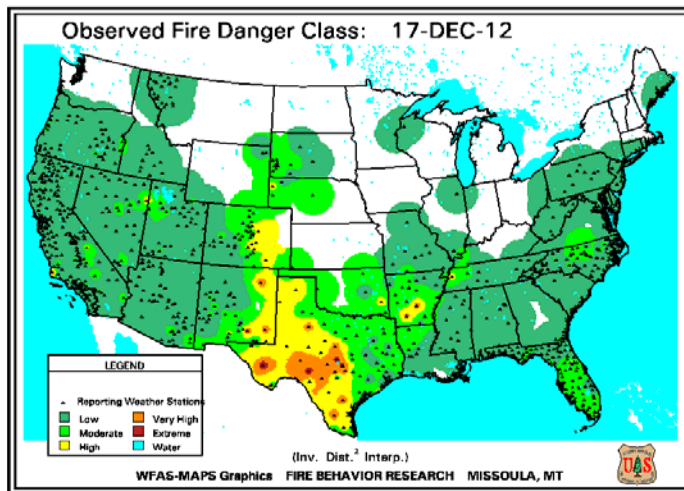 Observed Fire Danger Class: 17-DEC-12
LEGEND
Reporting Weather Stations
Low Very High
Moderate Extreme
High Water
(Inv. Dist.² Interp.)
WFAS-MAPS Graphics FIRE BEHAVIOR RESEARCH MISSOULA, MT
UAS